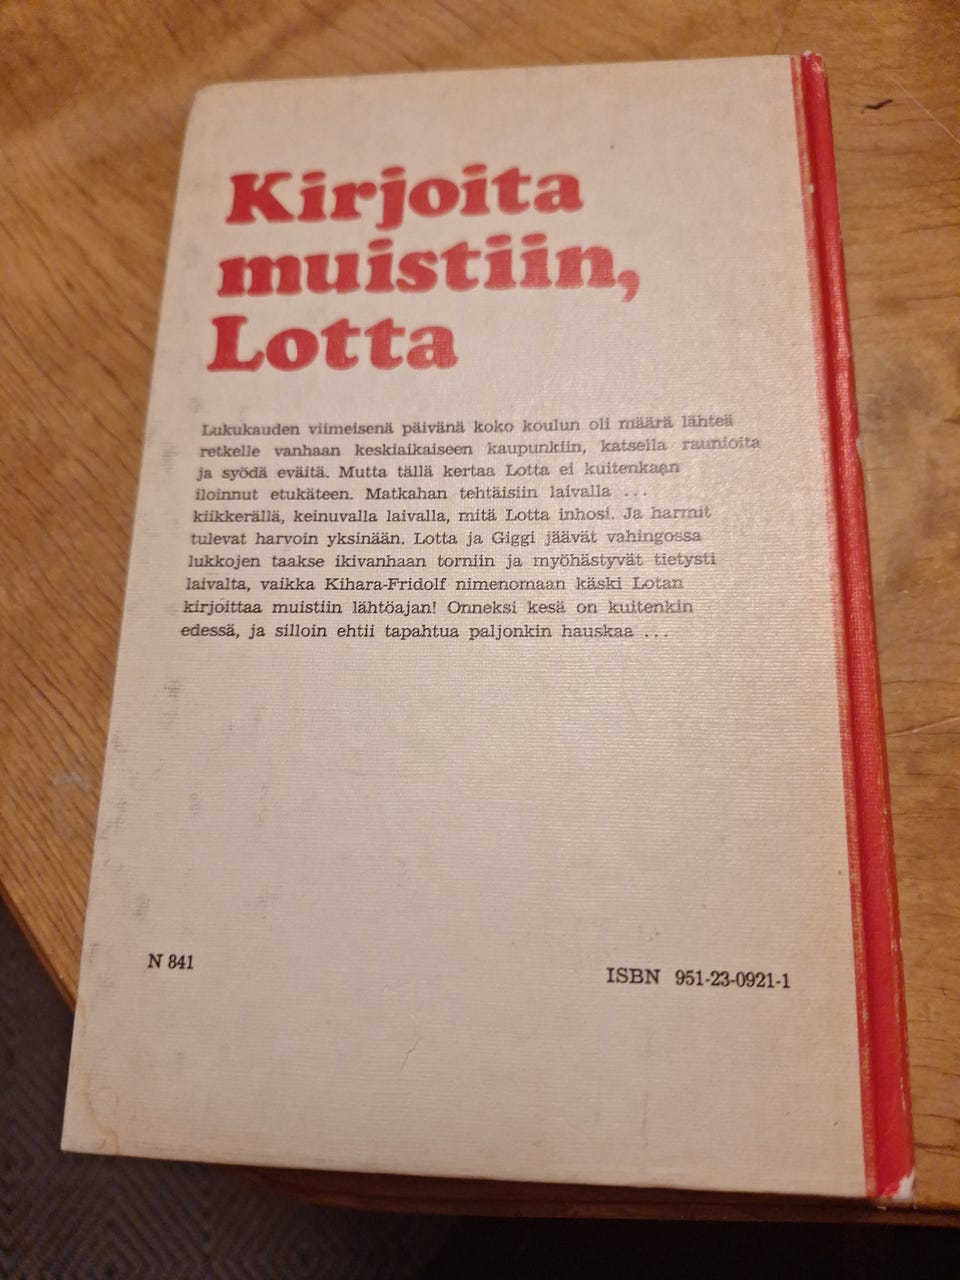 Kirjoita
muistiin,
Lotta
Lukukauden viimeisenä päivänä koko koulun oli määrä lähteä
retkelle vanhaan keskiaikaiseen kaupunkiin, katsella raunioita
ja syödä eväitä. Mutta tällä kertaa Lotta ei kuitenkaan
iloinnut etukäteen. Matkahan tehtäisiin laivalla ...
kiikkerällä, keinuvalla laivalla, mitä Lotta inhosi. Ja harmit
tulevat harvoin yksinään. Lotta ja Giggi jäävät vahingossa
lukkojen taakse ikivanhaan torniin ja myöhästyvät tietysti
laivalta, vaikka Kihara-Fridolf nimenomaan käski Lotan
kirjoittaa muistiin lähtöajan! Onneksi kesä on kuitenkin
edessä, ja silloin ehtii tapahtua paljonkin hauskaa ...
N 841
ISBN 951-23-0921-1